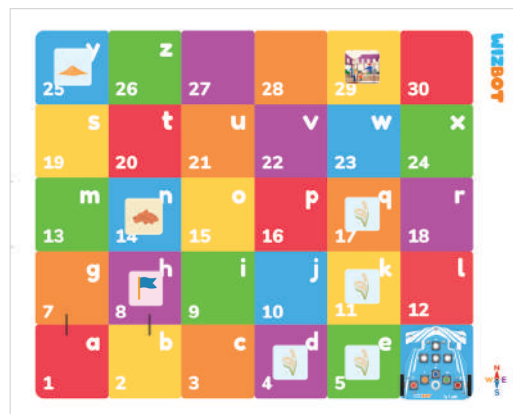 WIZBOT
y z
25 26 27 28 29 30
s t u v w x
19 20 21 22 23 24
m n o p q r
13 14 15 16 17 18
g h i j k l
7 8 9 10 11 12
a b c d e
1 2 3 4 5
N
W E
S